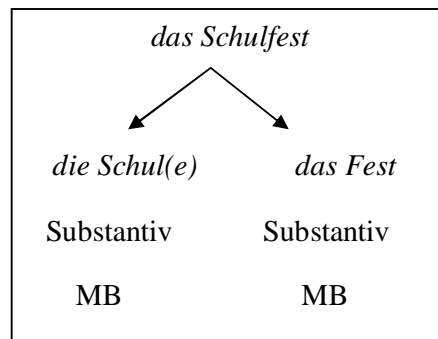 das Schulfest
die Schul(e) das Fest
Substantiv Substantiv
MB MB